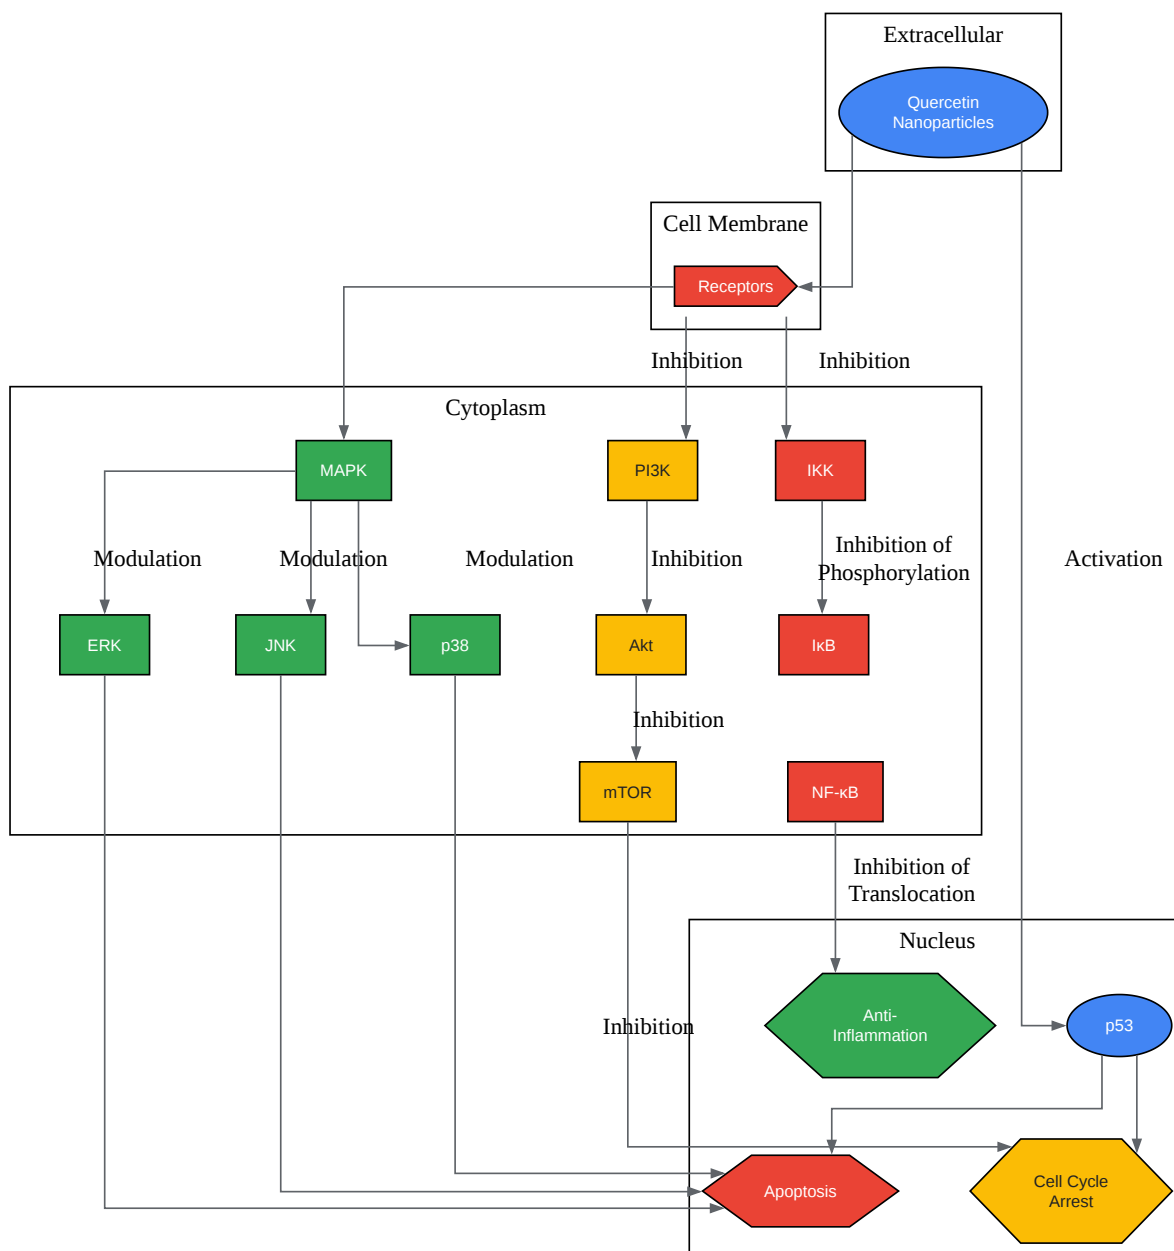 Extracellular
Quercetin
Nanoparticles
Cell Membrane
Receptors
Inhibition
Inhibition
Cytoplasm
MAPK
PI3K
IKK
Modulation
Modulation
Modulation
Inhibition
Inhibition of
Phosphorylation
Activation
ERK
JNK
p38
Akt
IκB
Inhibition
mTOR
NF-κB
Inhibition of
Translocation
Nucleus
Inhibition
Anti-
Inflammation
p53
Apoptosis
Cell Cycle
Arrest